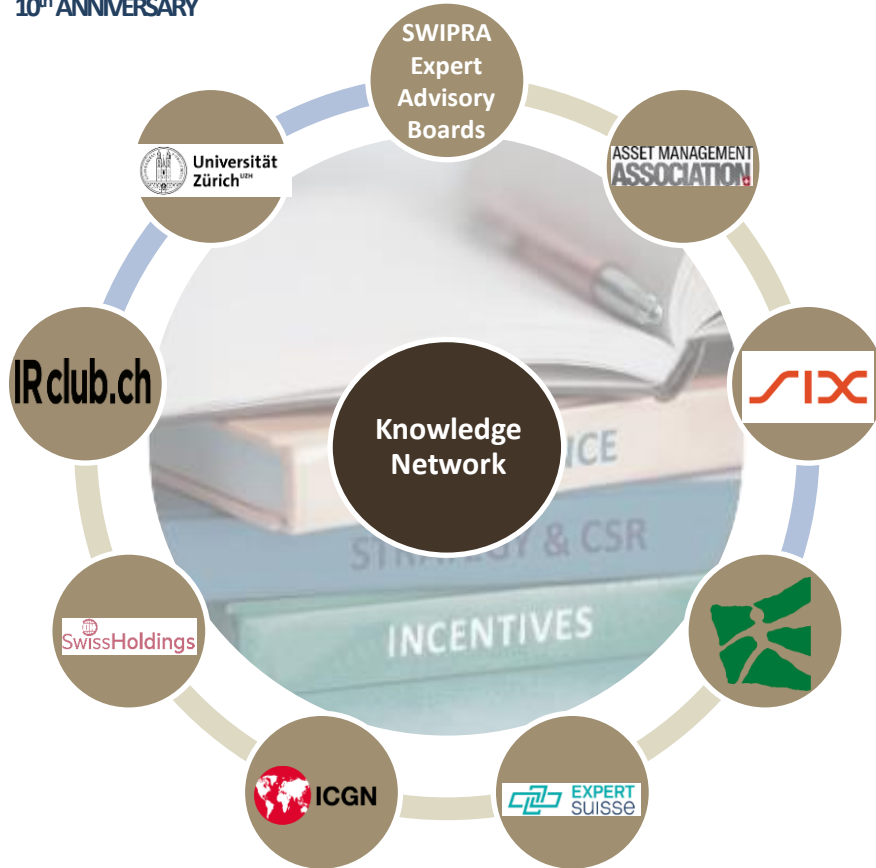 10th ANNIVERSARY
SWIPRA
Expert
Advisory
Boards
Universität
Zürich UZH
ASSET MANAGEMENT
ASSOCIATION
IRclub.ch
SIX
Knowledge
Network
ICE
STRATEGY & CSR
INCENTIVES
SwissHoldings
ICGN
EXPERT
SUISSE